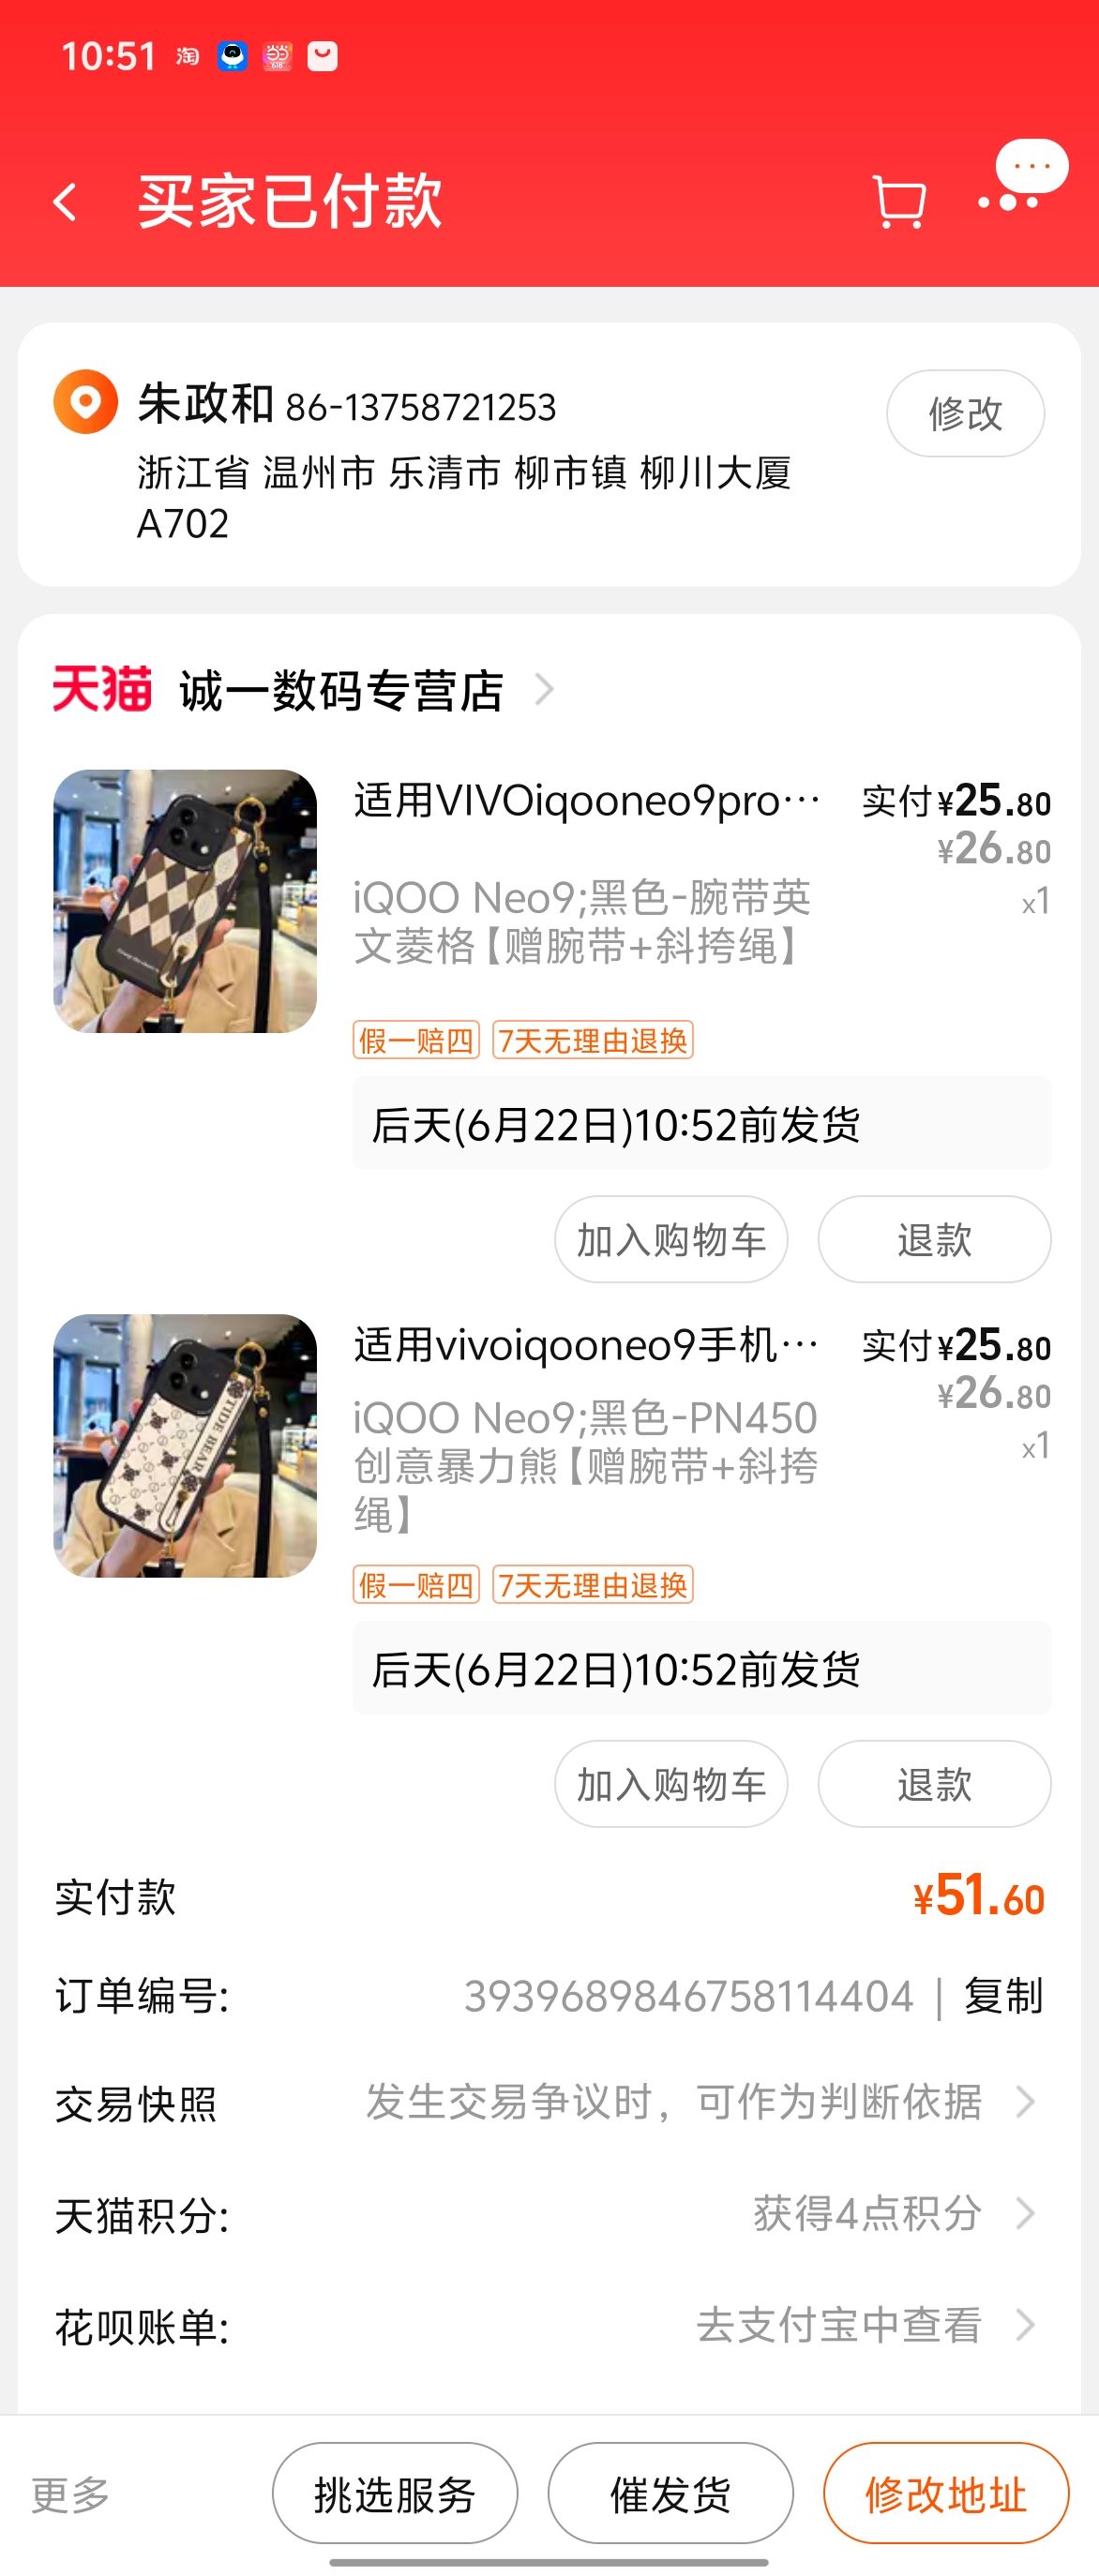 10:51 淘
买家已付款
朱政和 86-13758721253
修改
浙江省 温州市 乐清市 柳市镇 柳川大厦
A702
天猫 诚一数码专营店
适用VIVOiqooneo9pro… 实付¥25.80
¥26.80
iQOO Neo9;黑色-腕带英
文菱格【赠腕带+斜挎绳】
x1
假一赔四 7天无理由退换
后天(6月22日)10:52前发货
加入购物车 退款
适用vivoiqooneo9手机… 实付¥25.80
¥26.80
iQOO Neo9;黑色-PN450
创意暴力熊【赠腕带+斜挎
绳】
x1
TIDE BEAR
假一赔四 7天无理由退换
后天(6月22日)10:52前发货
加入购物车 退款
实付款 ¥51.60
订单编号: 3939689846758114404 | 复制
交易快照 发生交易争议时，可作为判断依据
天猫积分: 获得4点积分
花呗账单: 去支付宝中查看
更多 挑选服务 催发货 修改地址